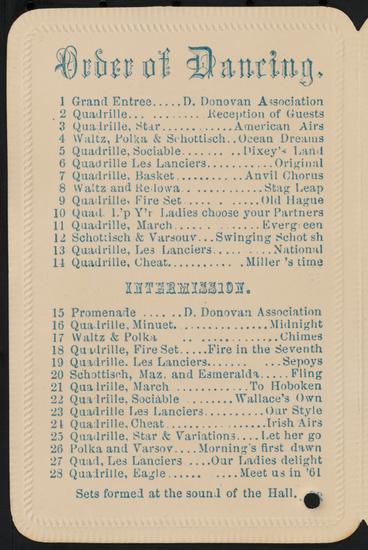 Order of Dancing.
1 Grand Entree.....D. Donovan Association
2 Quadrille... ........ Reception of Guests
3 Quadrille, Star...........American Airs
4 Waltz, Polka & Schottisch..Ocean Dreams
5 Quadrille, Sociable.........Dixey's Land
6 Quadrille Les Lanciers...........Original
7 Quadrille, Basket...........Anvil Chorus
8 Waltz and Redowa.............Stag Leap
9 Quadrille, Fire Set...........Old Hague
10 Quad. L'p Y'r Ladies choose your Partners
11 Quadrille, March............Evergreen
12 Schottisch & Varsouv...Swinging Schot sh
13 Quadrille, Les Lanciers.........National
14 Quadrille, Cheat...........Miller's time
INTERMISSION.
15 Promenade ......D. Donovan Association
16 Quadrille, Minuet...............Midnight
17 Waltz & Polka .. ............Chimes
18 Quadrille, Fire Set.....Fire in the Seventh
19 Quadrille. Les Lanciers...........Sepoys
20 Schottisch, Maz. and Esmeralda.....Fling
21 Quadrille, March ...........To Hoboken
22 Quadrille, Sociable ........Wallace's Own
23 Quadrille Les Lanciers.........Our Style
24 Quadrille, Cheat..............Irish Airs
25 Quadrille, Star & Variations....Let her go
26 Polka and Varsov....Morning's first dawn
27 Quad, Les Lanciers ....Our Ladies delight
28 Quadrille, Eagle...... .....Meet us in '61
Sets formed at the sound of the Hall.